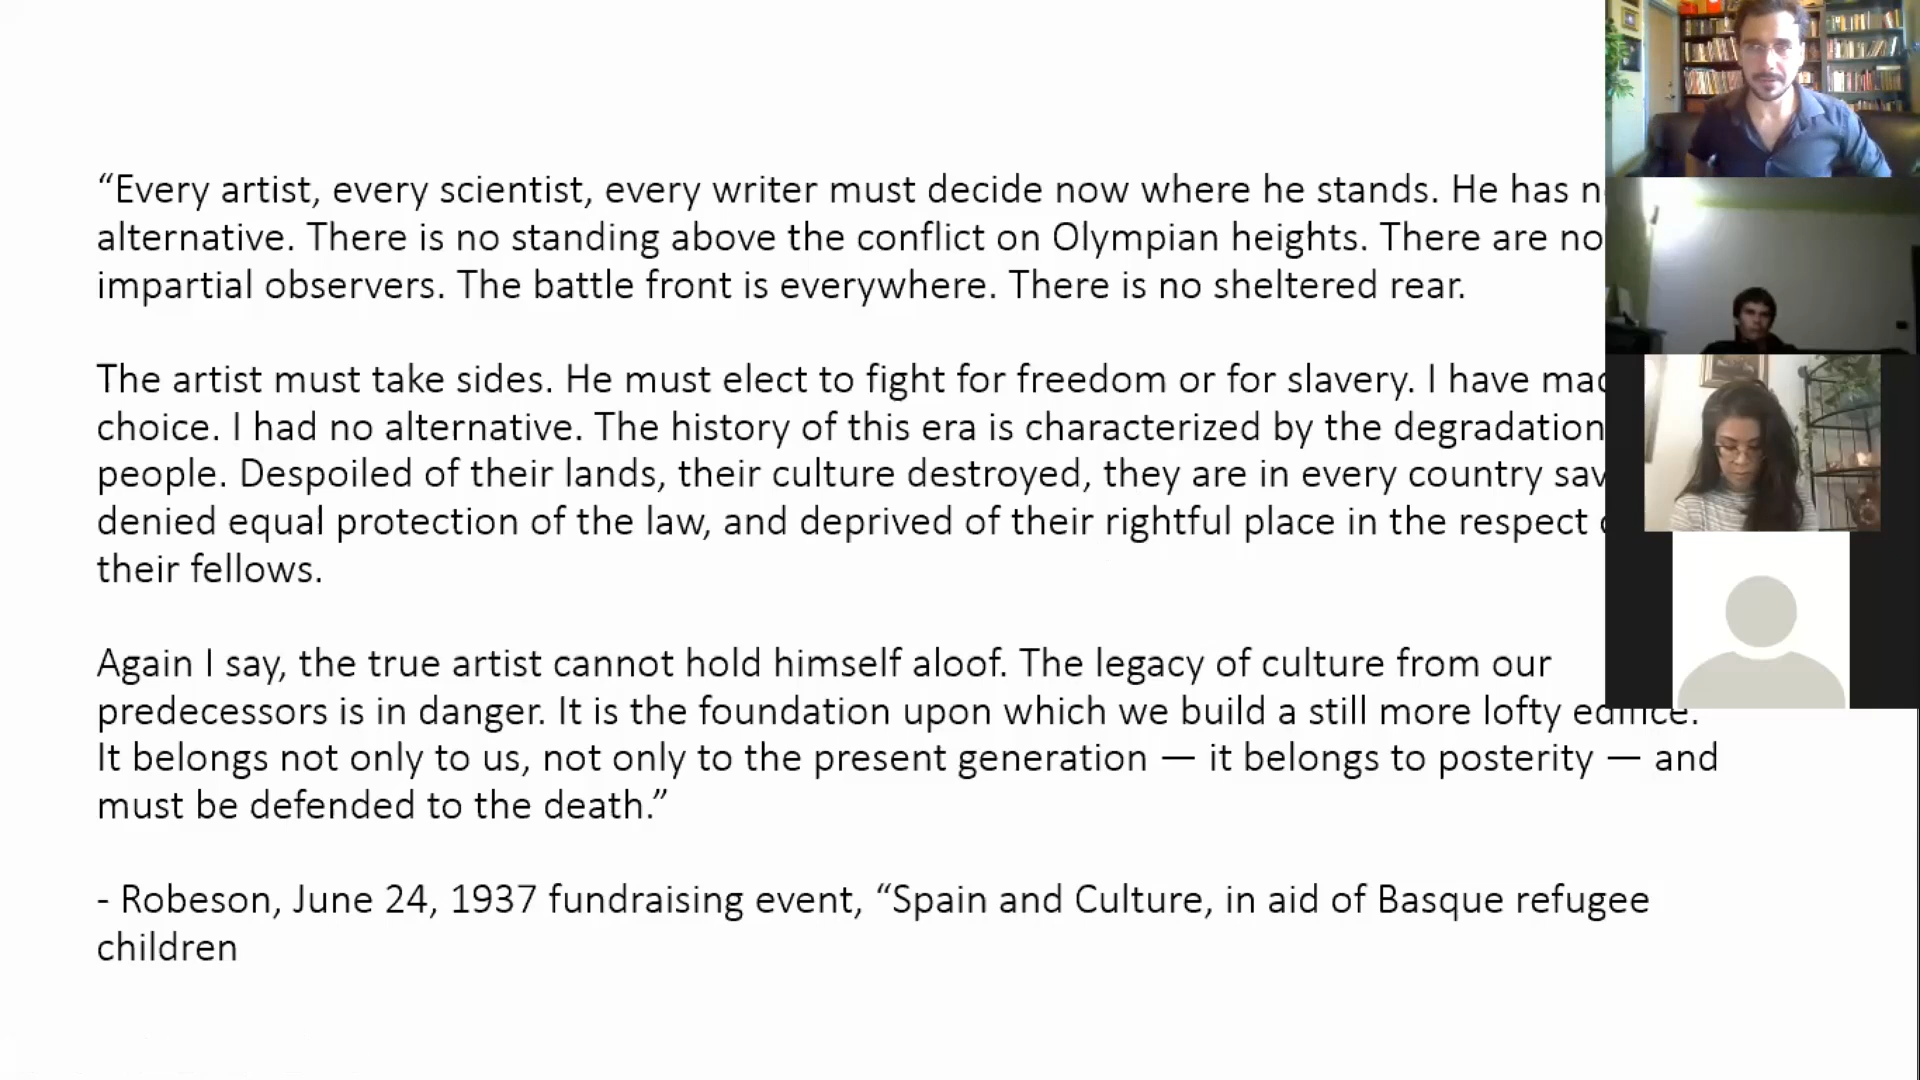 “Every artist, every scientist, every writer must decide now where he stands. He has
alternative. There is no standing above the conflict on Olympian heights. There are no
impartial observers. The battle front is everywhere. There is no sheltered rear.
The artist must take sides. He must elect to fight for freedom or for slavery. I have
choice. I had no alternative. The history of this era is characterized by the degradation
people. Despoiled of their lands, their culture destroyed, they are in every country
denied equal protection of the law, and deprived of their rightful place in the respect
their fellows.
Again I say, the true artist cannot hold himself aloof. The legacy of culture from our
predecessors is in danger. It is the foundation upon which we build a still more lofty edifice.
It belongs not only to us, not only to the present generation — it belongs to posterity — and
must be defended to the death.”
- Robeson, June 24, 1937 fundraising event, “Spain and Culture, in aid of Basque refugee
children